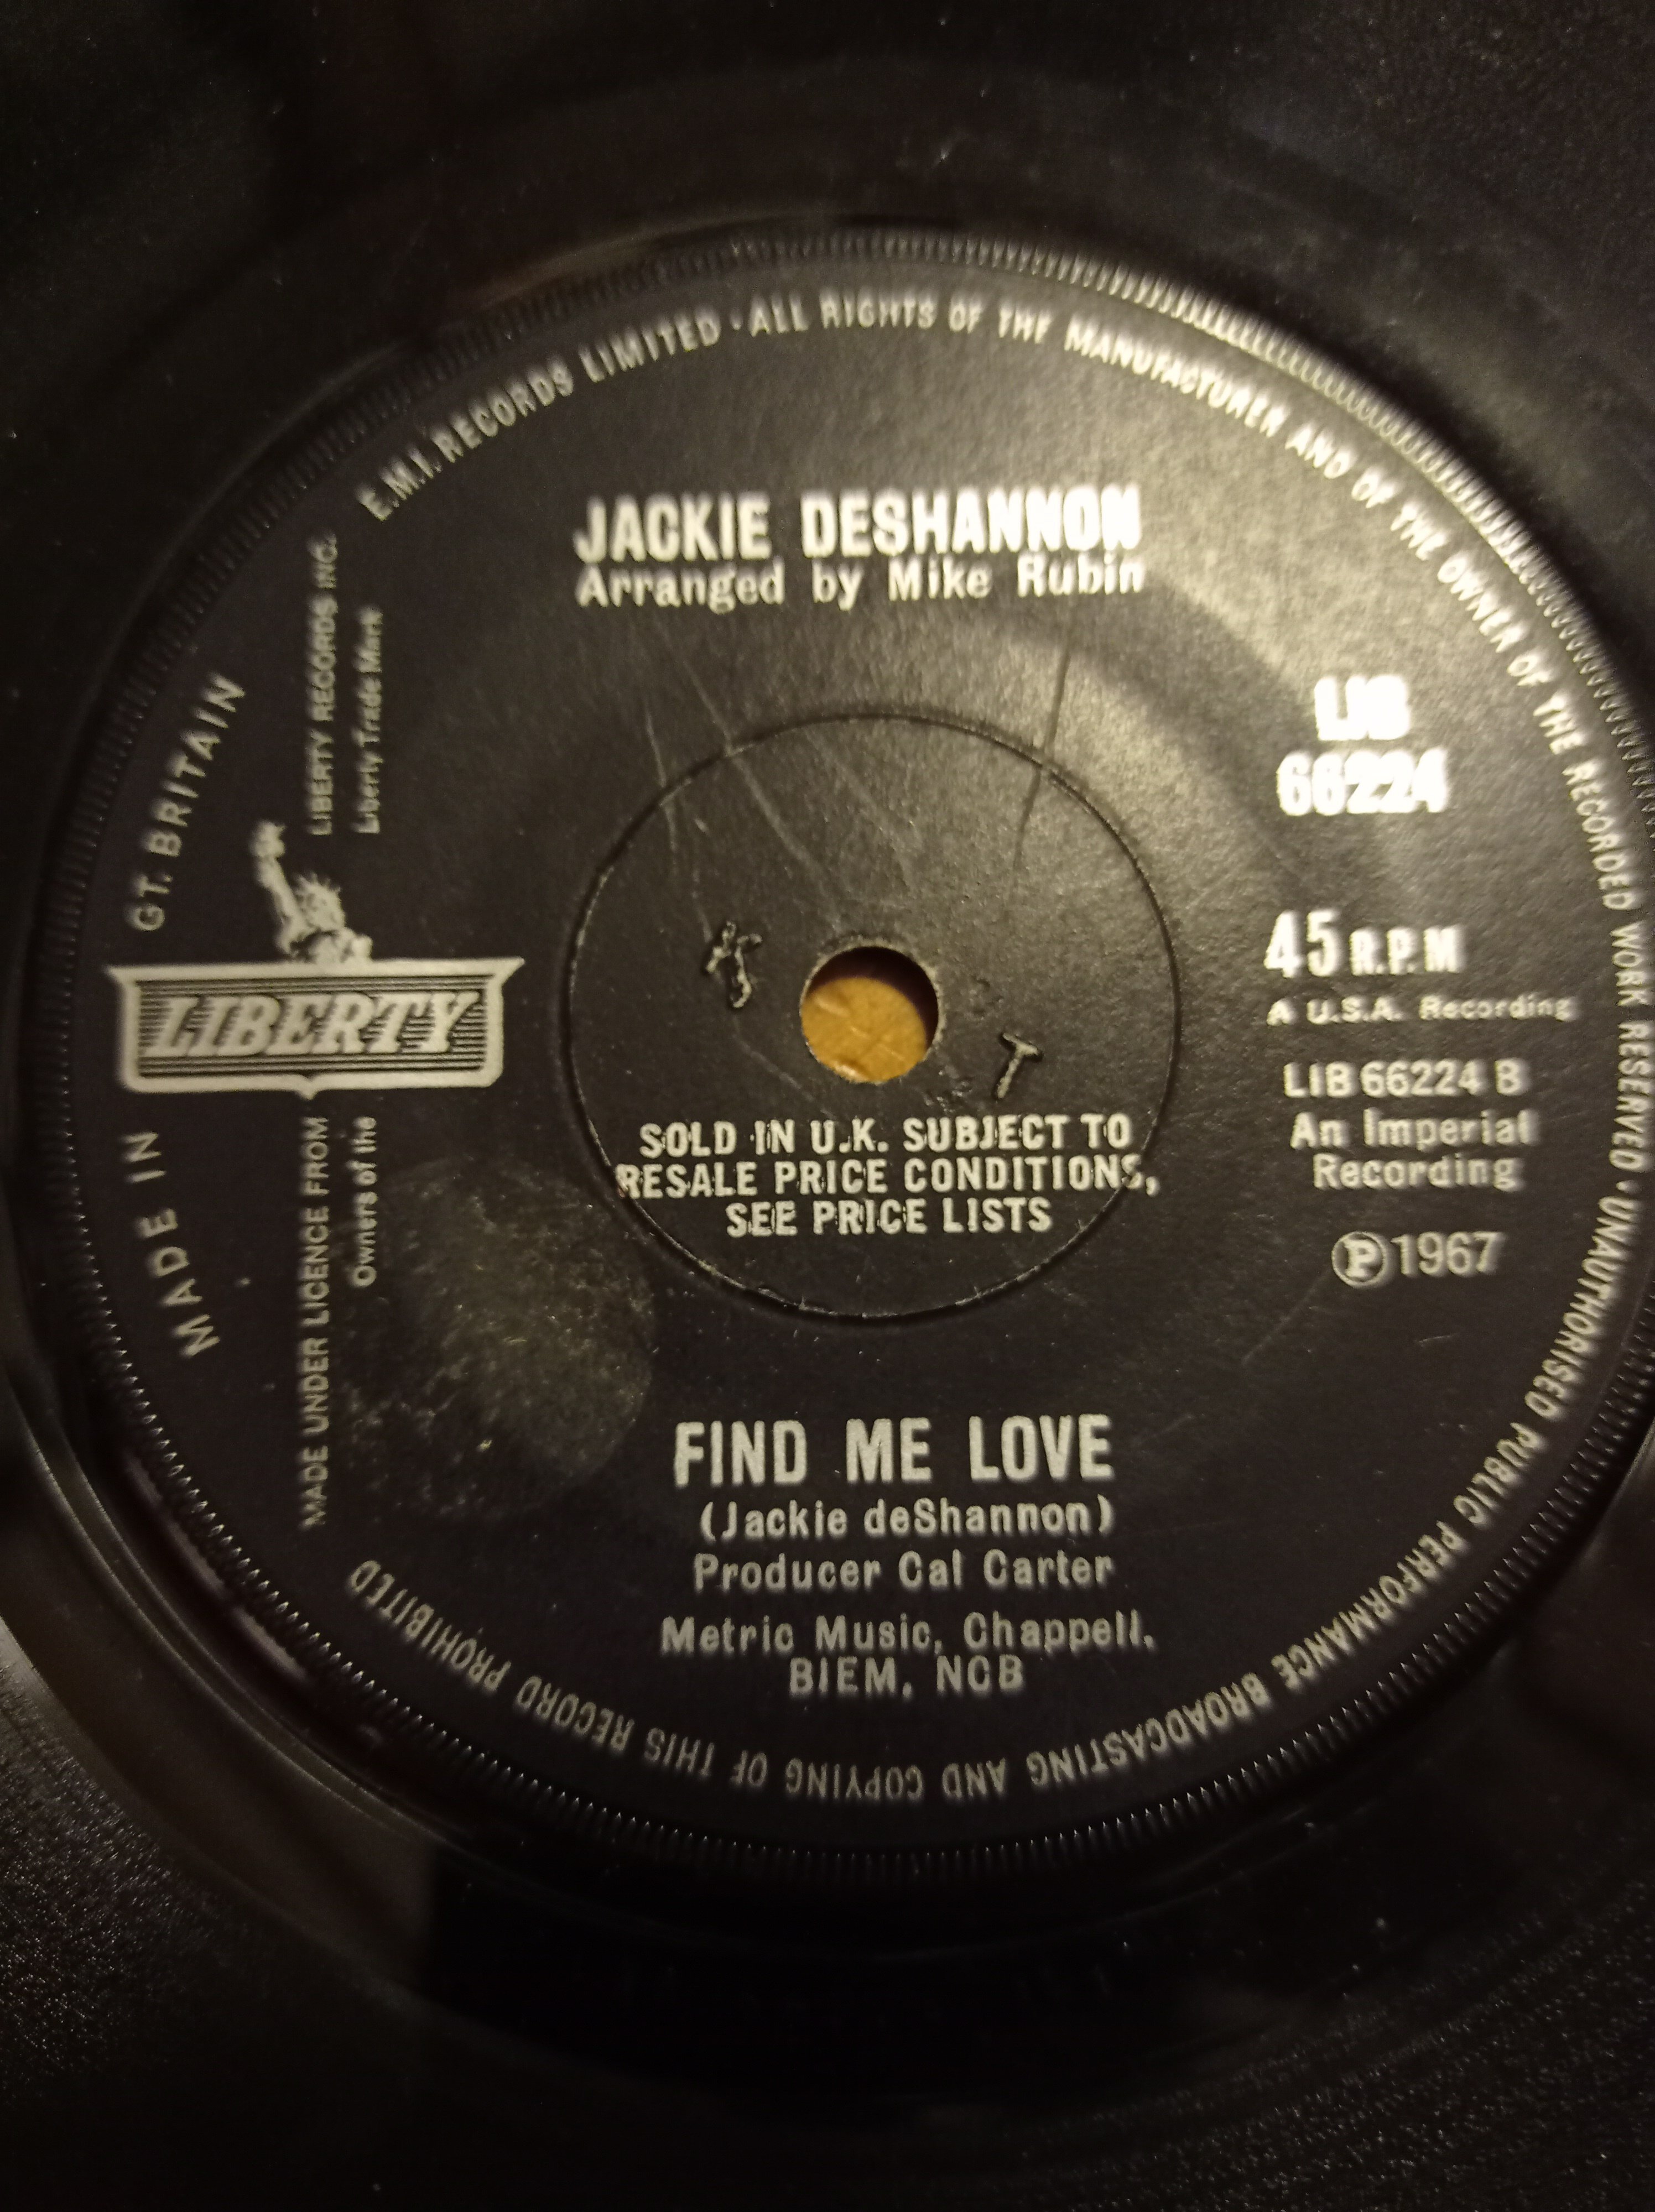 E.M.I. RECORDS LIMITED · ALL RIGHTS OF THE MANUFACTURER AND OF THE OWNER OF THE RECORDED WORK RESERVED · UNAUTHORISED PUBLIC PERFORMANCE BROADCASTING AND COPYING OF THIS RECORD PROHIBITED
MADE IN GT. BRITAIN
JACKIE DESHANNON
Arranged by Mike Rubin
MADE UNDER LICENCE FROM LIBERTY RECORDS INC.
Owners of the Liberty Trade Mark
LIBERTY
LIB
66224
45 R.P.M
A U.S.A. Recording
LIB 66224 B
An Imperial
Recording
Ⓟ1967
K
T
SOLD IN U.K. SUBJECT TO
RESALE PRICE CONDITIONS,
SEE PRICE LISTS
FIND ME LOVE
(Jackie deShannon)
Producer Cal Carter
Metric Music, Chappell,
BIEM, NCB